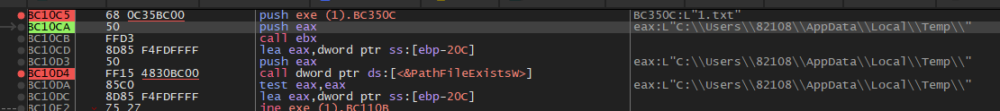 BC10C5 68 0C35BC00 push exe (1).BC350C BC350C:L"1.txt"
BC10CA 50 push eax eax:L"C:\\Users\\82108\\AppData\\Local\\Temp\\"
BC10CB FFD3 call ebx
BC10CD 8D85 F4FDFFFF lea eax,dword ptr ss:[ebp-20C]
BC10D3 50 push eax eax:L"C:\\Users\\82108\\AppData\\Local\\Temp\\"
BC10D4 FF15 4830BC00 call dword ptr ds:[<&PathFileExistsW>]
BC10DA 85C0 test eax,eax eax:L"C:\\Users\\82108\\AppData\\Local\\Temp\\"
BC10DC 8D85 F4FDFFFF lea eax,dword ptr ss:[ebp-20C]
BC10E2 75 27 jne exe (1).BC110B